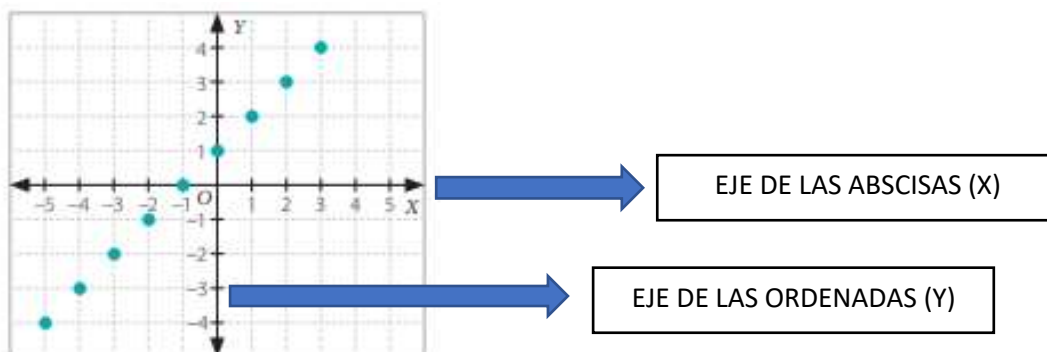 Y
4
3
2
1
-5 -4 -3 -2 -1 O 1 2 3 4 5 X
-1
-2
-3
-4
EJE DE LAS ABSCISAS (X)
EJE DE LAS ORDENADAS (Y)